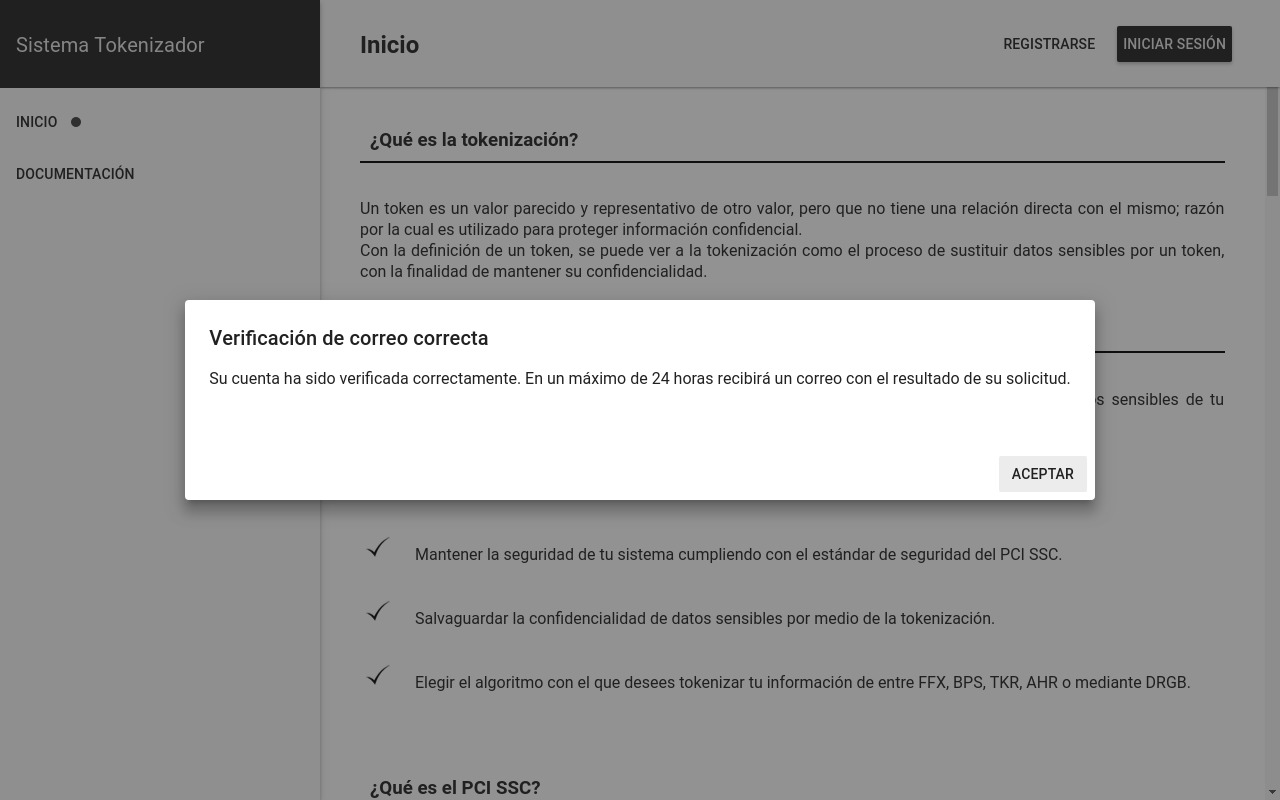 Sistema Tokenizador
Inicio
REGISTRARSE
INICIAR SESIÓN
INICIO
DOCUMENTACIÓN
¿Qué es la tokenización?
Un token es un valor parecido y representativo de otro valor, pero que no tiene una relación directa con el mismo; razón
por la cual es utilizado para proteger información confidencial.
Con la definición de un token, se puede ver a la tokenización como el proceso de sustituir datos sensibles por un token,
con la finalidad de mantener su confidencialidad.
Verificación de correo correcta
Su cuenta ha sido verificada correctamente. En un máximo de 24 horas recibirá un correo con el resultado de su solicitud.
sensibles de tu
ACEPTAR
Mantener la seguridad de tu sistema cumpliendo con el estándar de seguridad del PCI SSC.
Salvaguardar la confidencialidad de datos sensibles por medio de la tokenización.
Elegir el algoritmo con el que desees tokenizar tu información de entre FFX, BPS, TKR, AHR o mediante DRGB.
¿Qué es el PCI SSC?